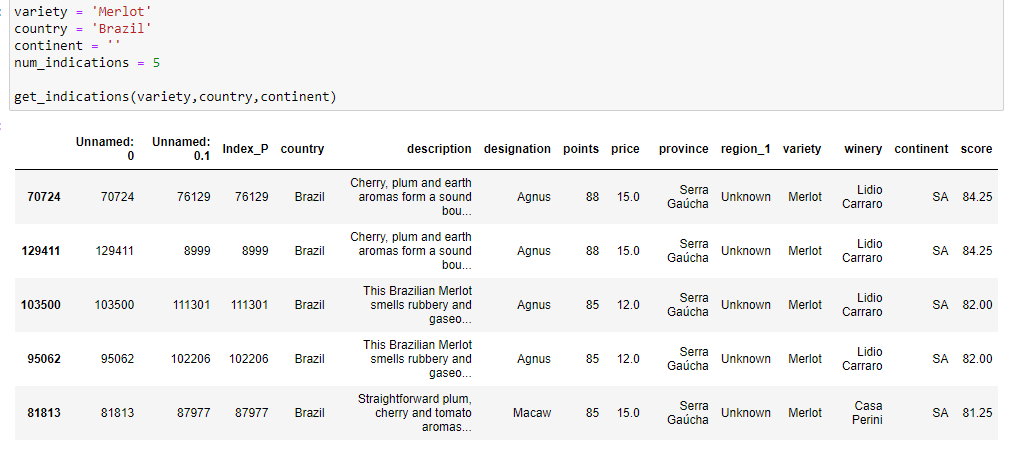 variety = 'Merlot'
country = 'Brazil'
continent = ''
num_indications = 5
get_indications(variety,country,continent)
Unnamed: 0 Unnamed: 0.1 Index_P country description designation points price province region_1 variety winery continent score
70724 70724 76129 76129 Brazil Cherry, plum and earth aromas form a sound bou... Agnus 88 15.0 Serra Gaúcha Unknown Merlot Lidio Carraro SA 84.25
129411 129411 8999 8999 Brazil Cherry, plum and earth aromas form a sound bou... Agnus 88 15.0 Serra Gaúcha Unknown Merlot Lidio Carraro SA 84.25
103500 103500 111301 111301 Brazil This Brazilian Merlot smells rubbery and gaseo... Agnus 85 12.0 Serra Gaúcha Unknown Merlot Lidio Carraro SA 82.00
95062 95062 102206 102206 Brazil This Brazilian Merlot smells rubbery and gaseo... Agnus 85 12.0 Serra Gaúcha Unknown Merlot Lidio Carraro SA 82.00
81813 81813 87977 87977 Brazil Straightforward plum, cherry and tomato aromas... Macaw 85 15.0 Serra Gaúcha Unknown Merlot Casa Perini SA 81.25